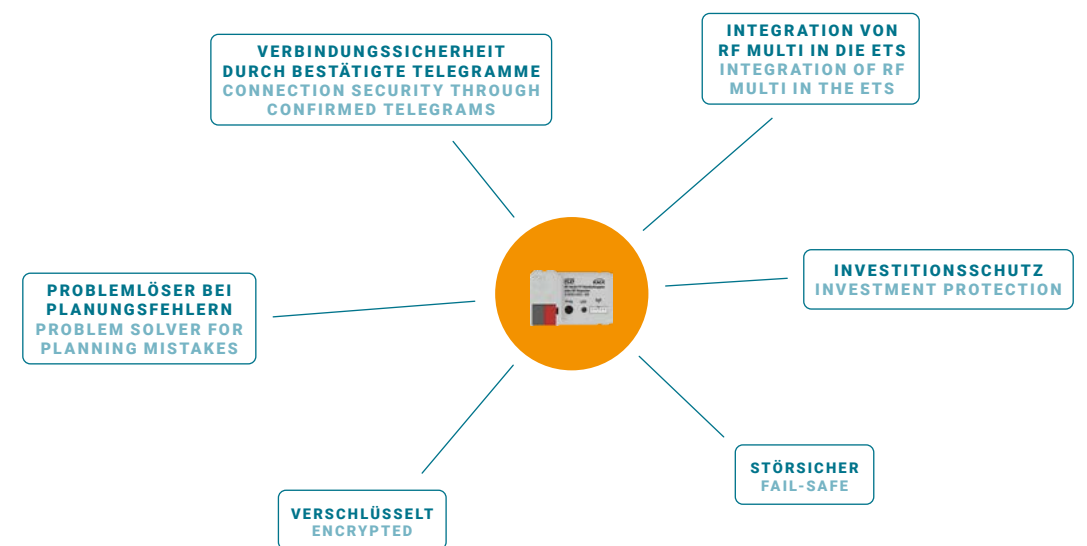 VERBINDUNGSSICHERHEIT
DURCH BESTÄTIGTE TELEGRAMME
CONNECTION SECURITY THROUGH
CONFIRMED TELEGRAMS
INTEGRATION VON
RF MULTI IN DIE ETS
INTEGRATION OF RF
MULTI IN THE ETS
PROBLEMLÖSER BEI
PLANUNGSFEHLERN
PROBLEM SOLVER FOR
PLANNING MISTAKES
INVESTITIONSSCHUTZ
INVESTMENT PROTECTION
STÖRSICHER
FAIL-SAFE
VERSCHLÜSSELT
ENCRYPTED